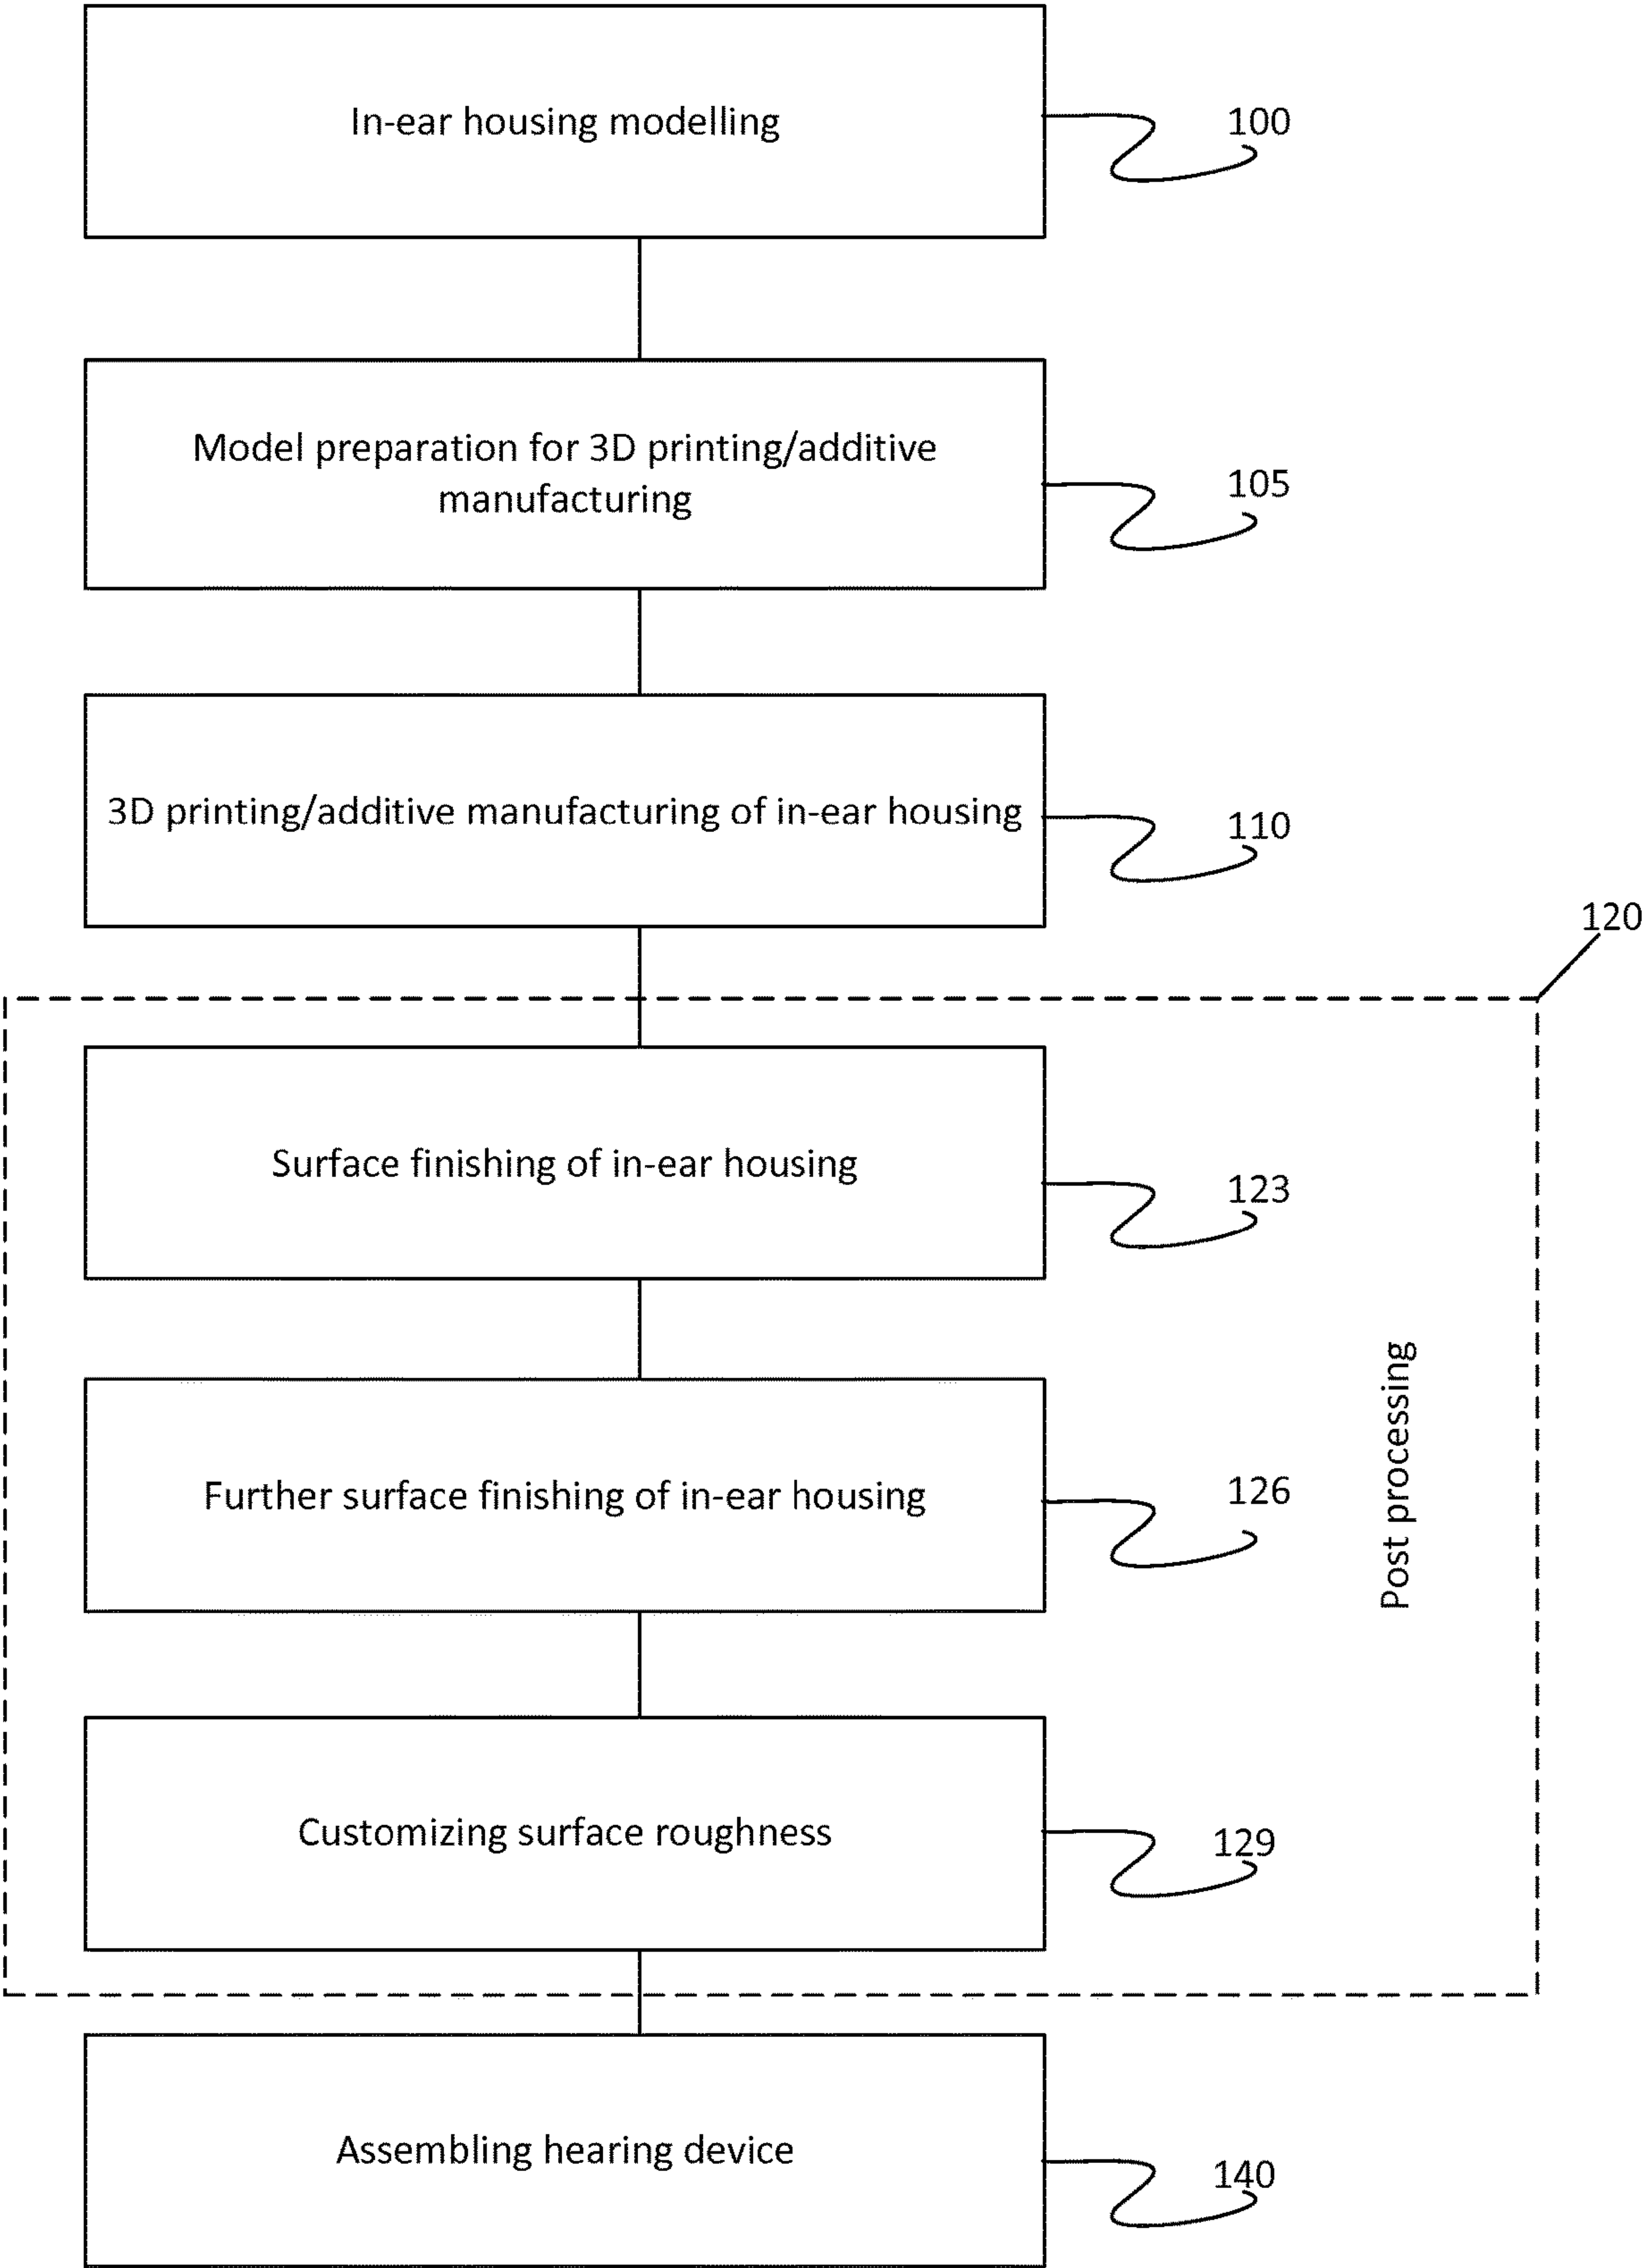 In-ear housing modelling
100
Model preparation for 3D printing/additive
manufacturing
105
3D printing/additive manufacturing of in-ear housing
110
120
Surface finishing of in-ear housing
123
Further surface finishing of in-ear housing
126
Post processing
Customizing surface roughness
129
Assembling hearing device
140